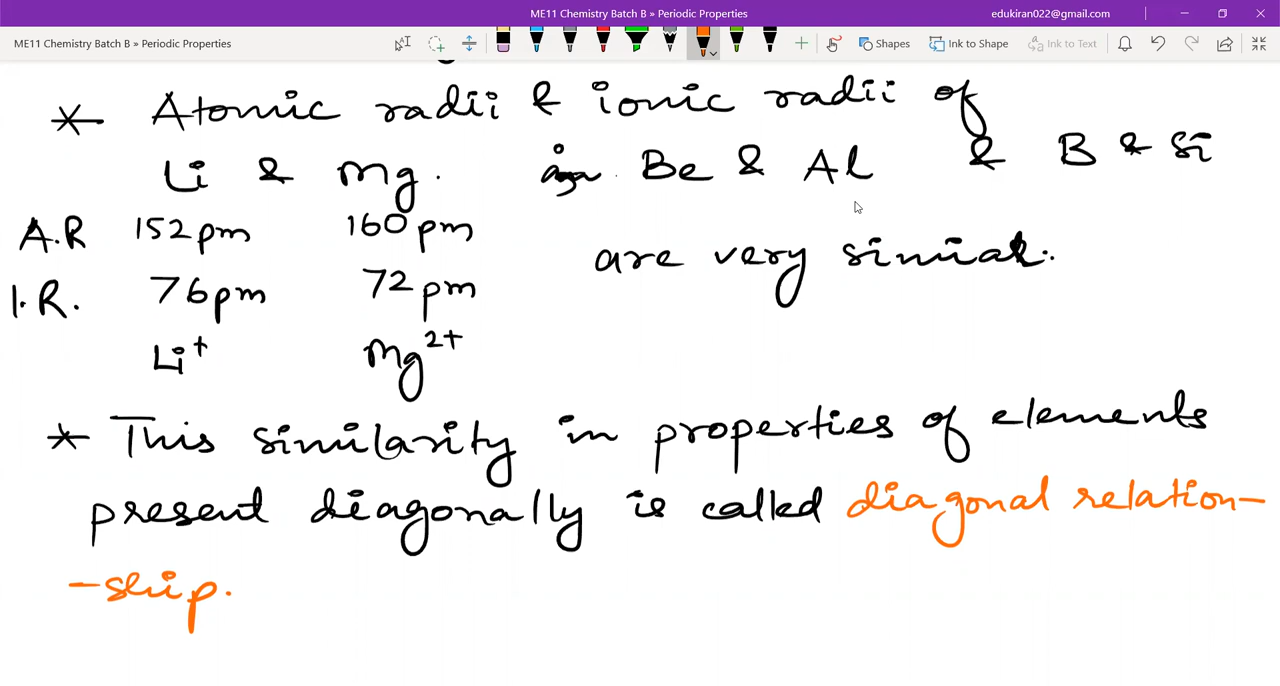 ME11 Chemistry Batch B » Periodic Properties
edukiran022@gmail.com
ME11 Chemistry Batch B » Periodic Properties
Shapes Ink to Shape Ink to Text
* Atomic radii & ionic radii of
Li & Mg. Be & Al & B & Si
A.R 152pm 160pm
are very similar.
I.R. 76pm 72pm
Li+ Mg2+
* This similarity in properties of elements
present diagonally is called diagonal relation-
-ship.